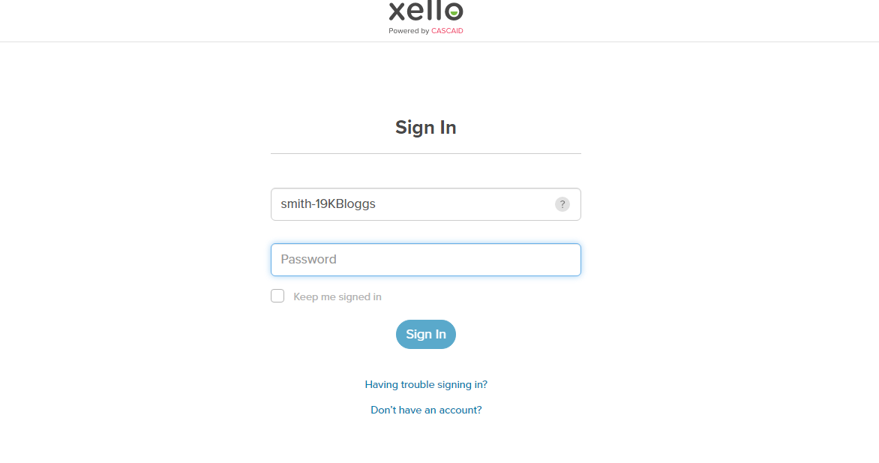 xello
Powered by CASCAID
Sign In
smith-19KBloggs
?
Password
Keep me signed in
Sign In
Having trouble signing in?
Don't have an account?